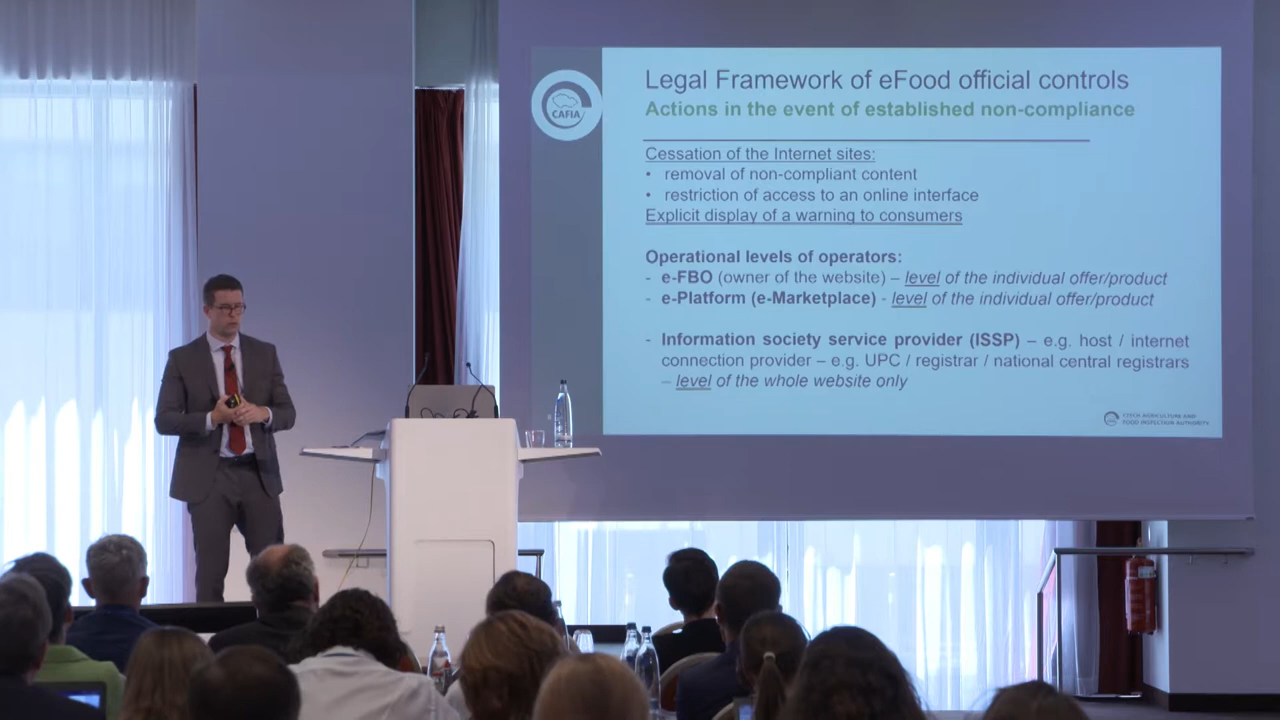 Legal Framework of eFood official controls
Actions in the event of established non-compliance
CAFIA
Cessation of the Internet sites:
• removal of non-compliant content
• restriction of access to an online interface
Explicit display of a warning to consumers
Operational levels of operators:
- e-FBO (owner of the website) – level of the individual offer/product
- e-Platform (e-Marketplace) - level of the individual offer/product
- Information society service provider (ISSP) – e.g. host / internet
connection provider – e.g. UPC / registrar / national central registrars
– level of the whole website only
CZECH AGRICULTURE AND
FOOD INSPECTION AUTHORITY